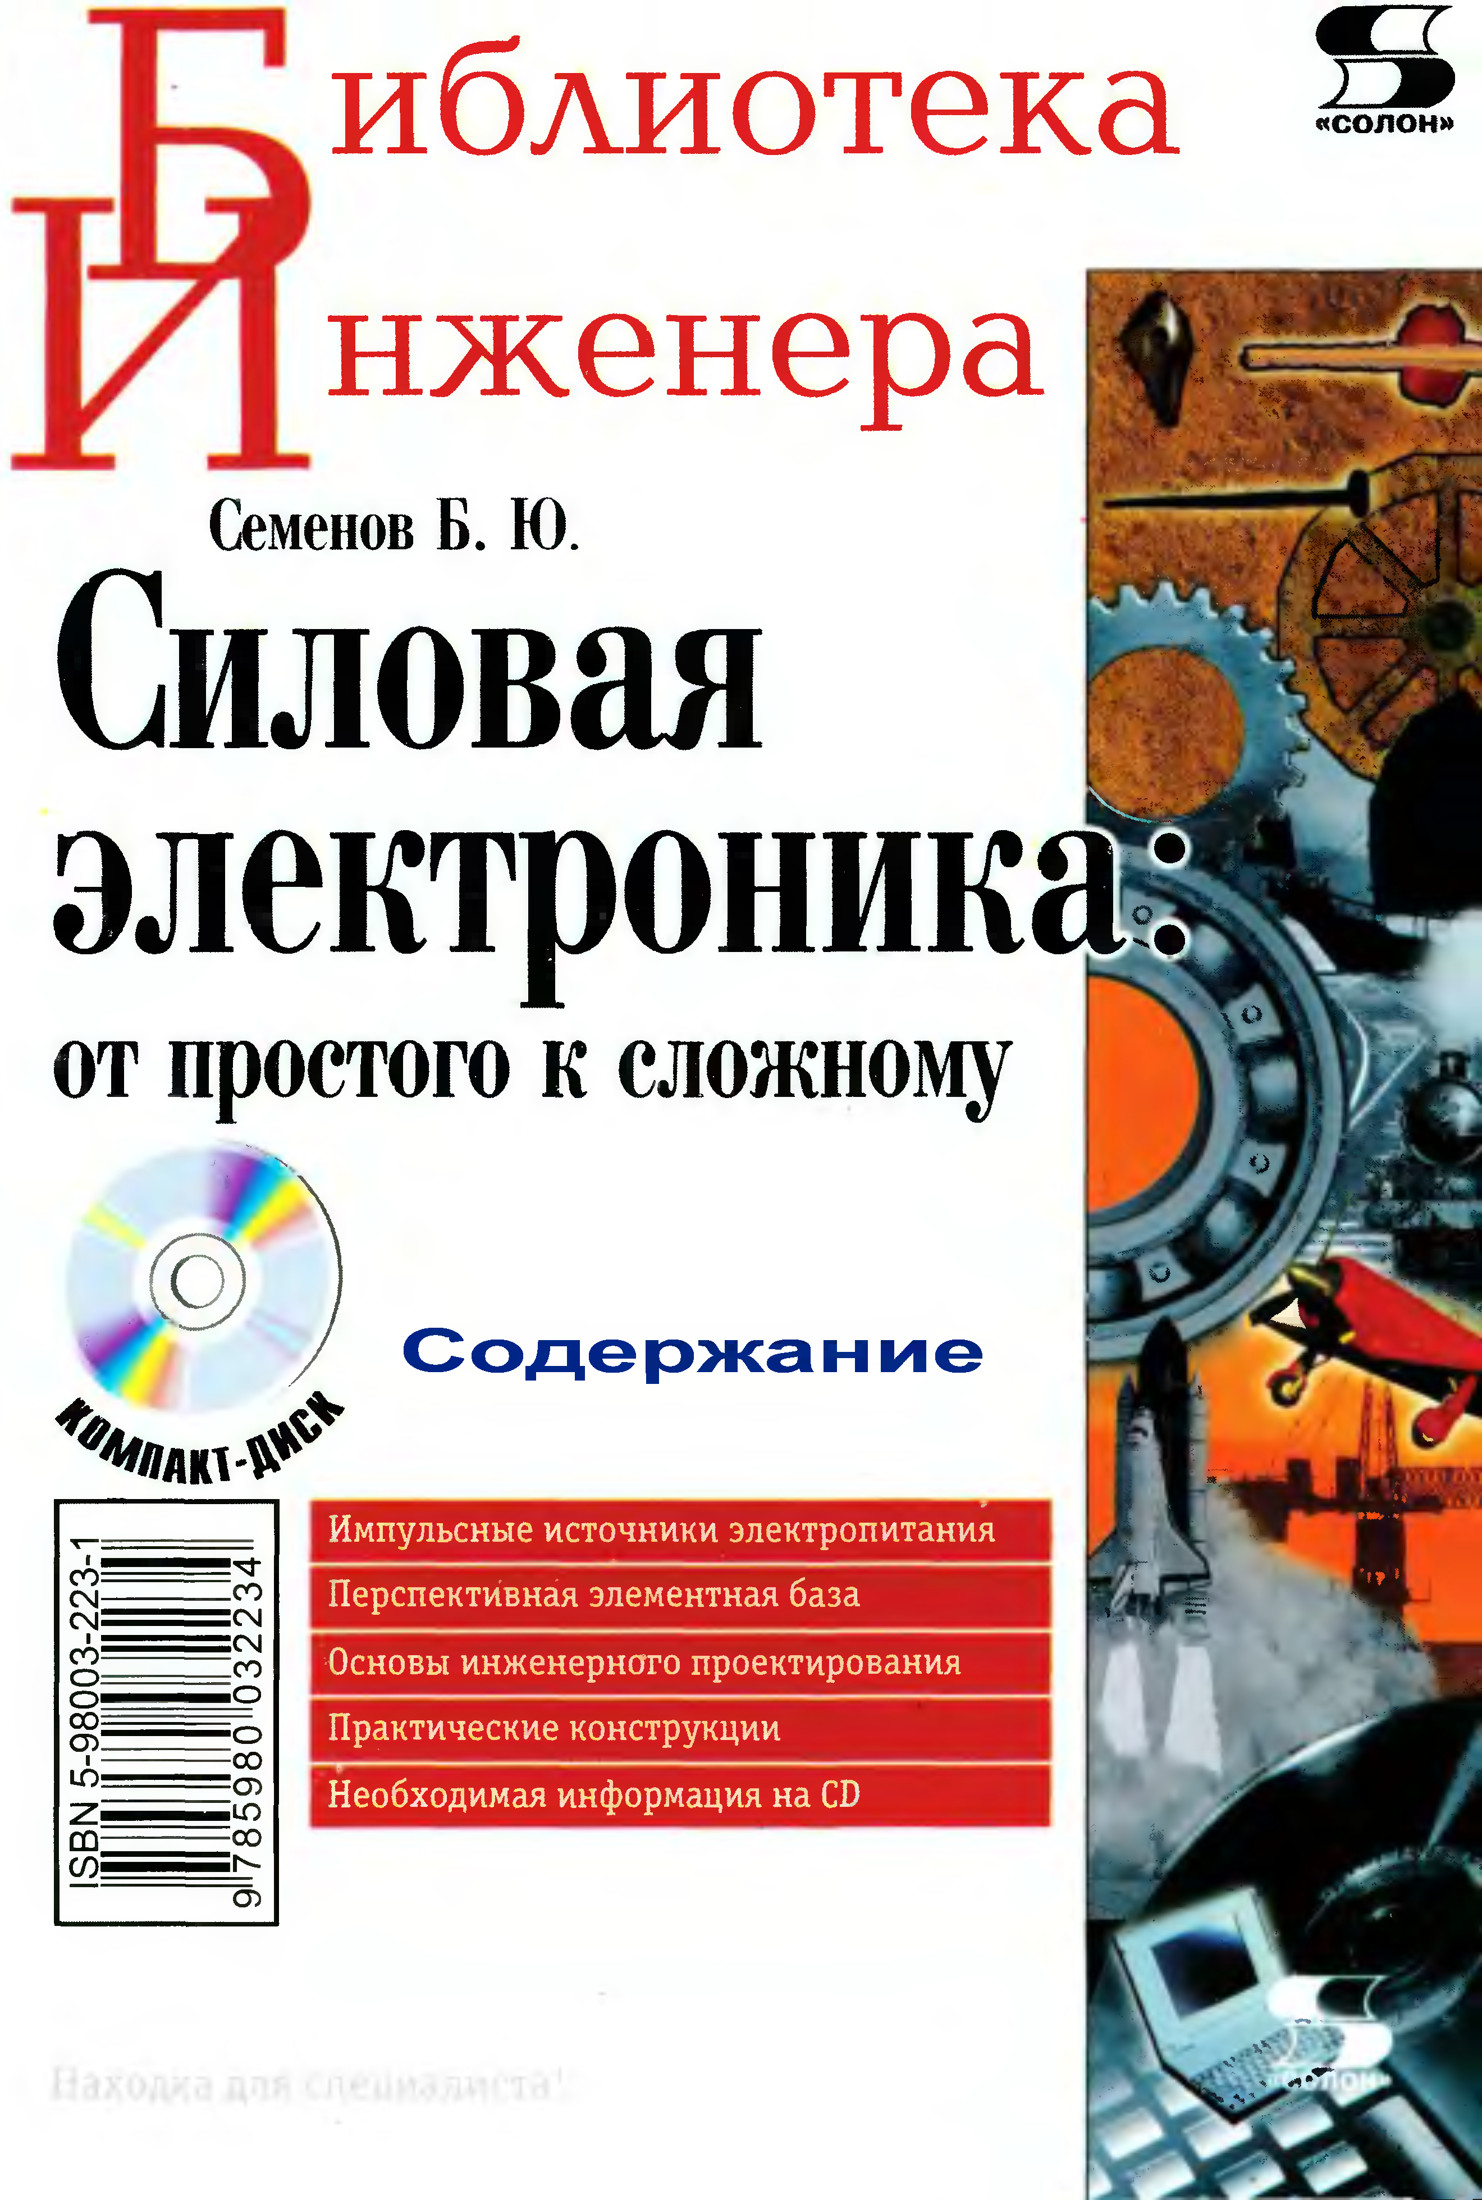 Библиотека
«СОЛОН»
Инженера
Семенов Б. Ю.
Силовая
электроника:
от простого к сложному
Содержание
КОМПАКТ-ДИСК
Импульсные источники электропитания
Перспективная элементная база
Основы инженерного проектирования
Практические конструкции
Необходимая информация на CD
ISBN 5-98003-223-1
9 785980 032234
Находка для специалиста!
«СОЛОН»